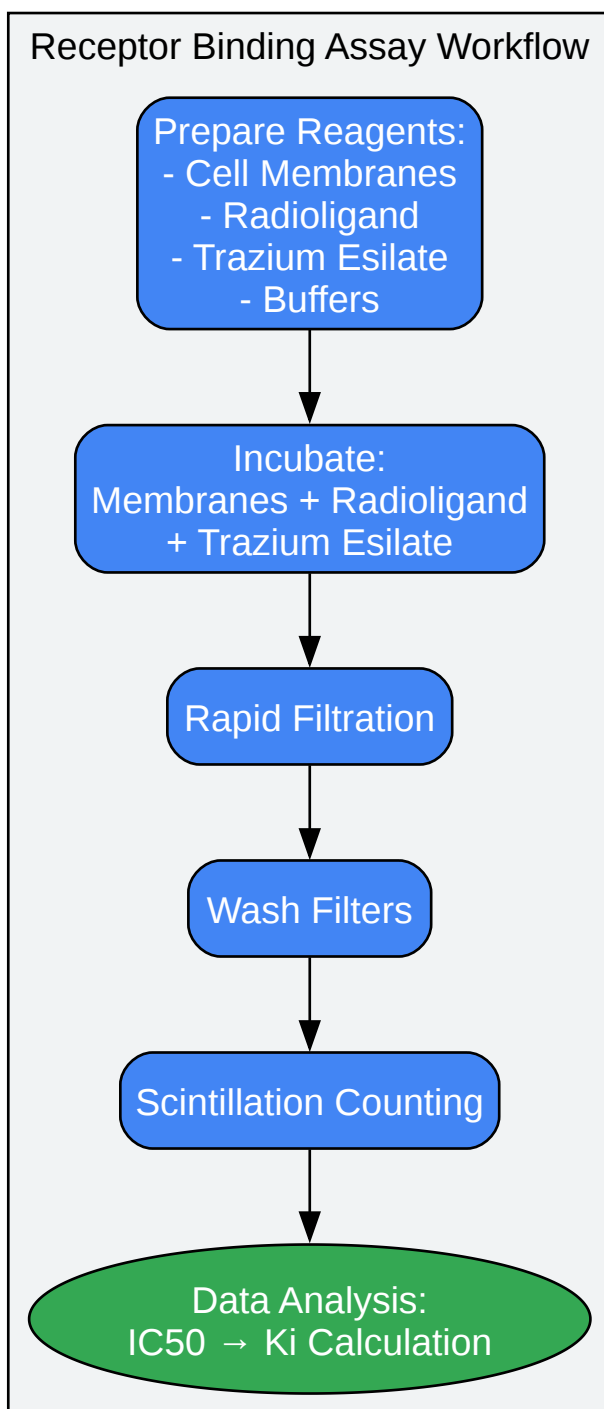 Receptor Binding Assay Workflow
Prepare Reagents:
- Cell Membranes
- Radioligand
- Trazium Esilate
- Buffers
Incubate:
Membranes + Radioligand
+ Trazium Esilate
Rapid Filtration
Wash Filters
Scintillation Counting
Data Analysis:
IC50 → Ki Calculation